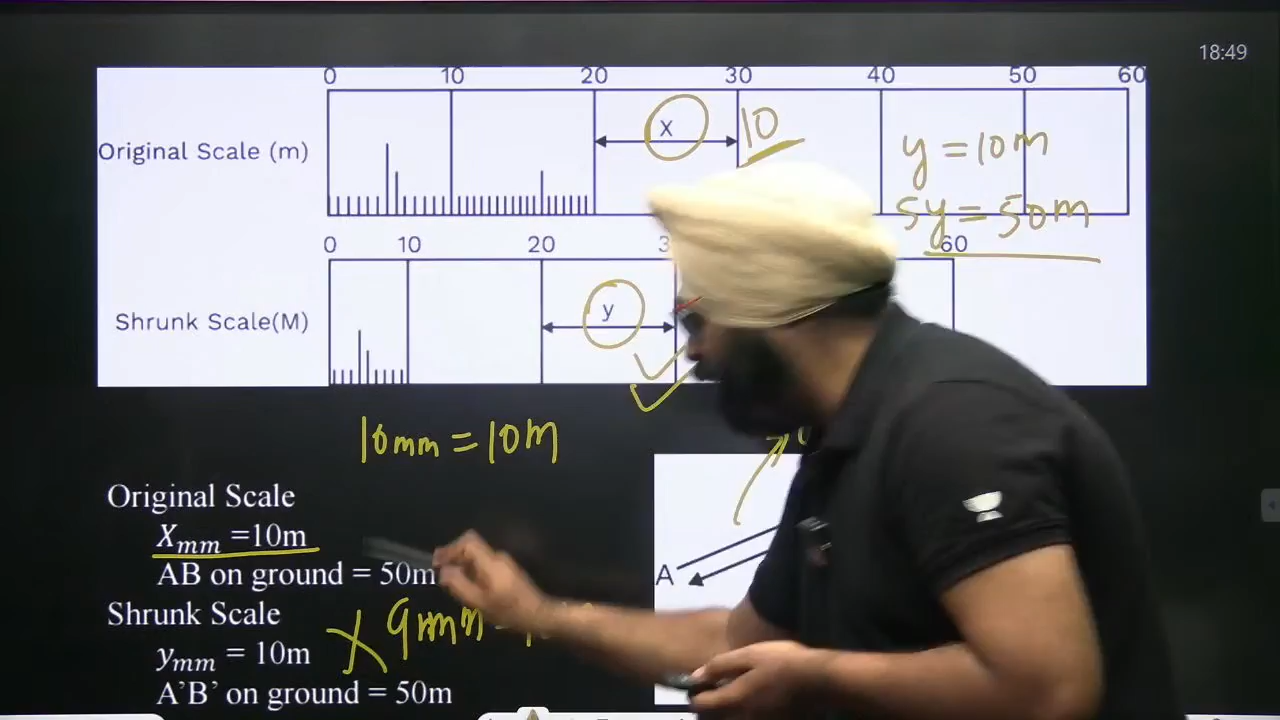 18:49
0 10 20 30 40 50 60
Original Scale (m)
x
10
y = 10m
5y = 50m
0 10 20 3 60
Shrunk Scale(M)
y
10mm = 10m
Original Scale
Xmm =10m
AB on ground = 50m
A
Shrunk Scale
9mm
ymm = 10m
A’B’ on ground = 50m